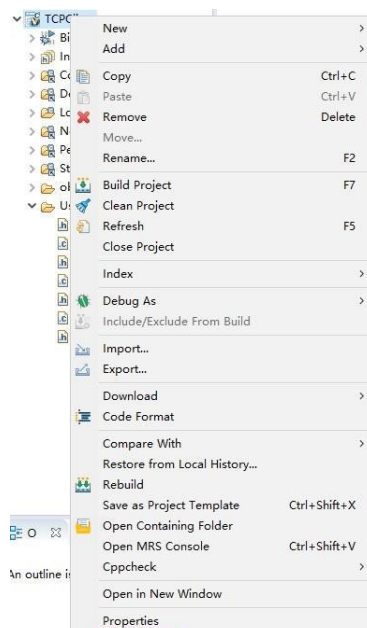 New
Add
Copy Ctrl+C
Paste Ctrl+V
Remove Delete
Move...
Rename... F2
Build Project F7
Clean Project
Refresh F5
Close Project
Index
Debug As
Include/Exclude From Build
Import...
Export...
Download
Code Format
Compare With
Restore from Local History...
Rebuild
Save as Project Template Ctrl+Shift+X
Open Containing Folder
Open MRS Console Ctrl+Shift+V
Cppcheck
Open in New Window
Properties
An outline i